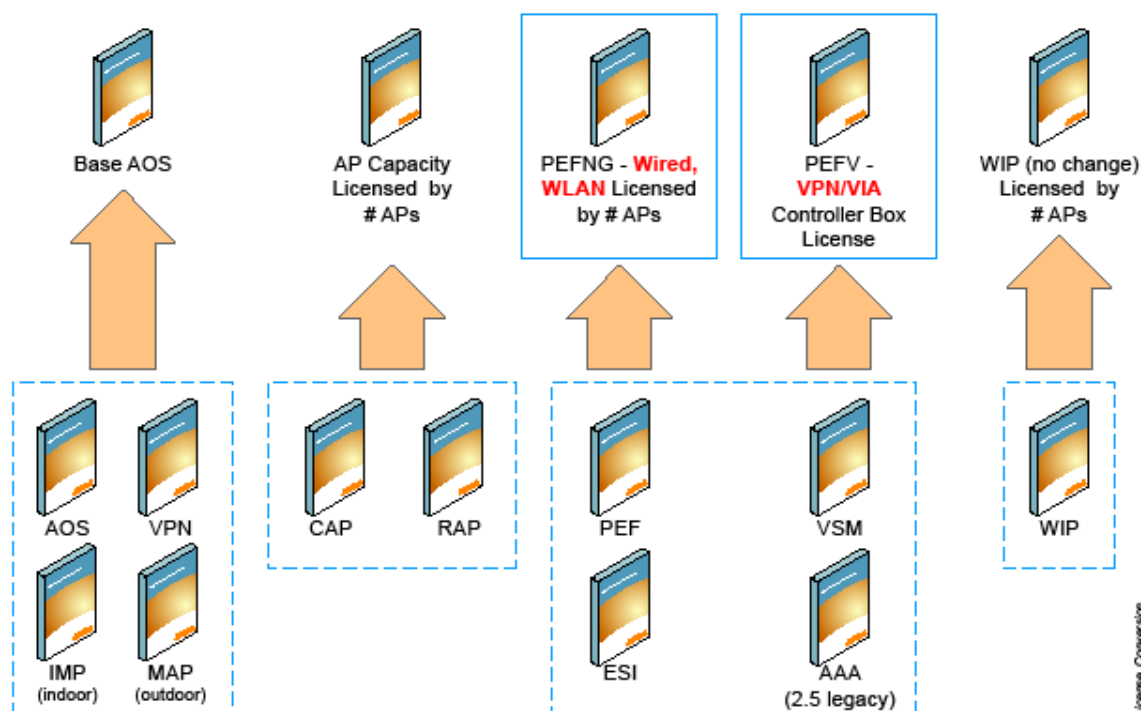 Base AOS
AP Capacity
Licensed by
# APs
PEFNG - Wired,
WLAN Licensed
by # APs
PEFV -
VPN/VIA
Controller Box
License
WIP (no change)
Licensed by
# APs
AOS
VPN
IMP
(indoor)
MAP
(outdoor)
CAP
RAP
PEF
VSM
ESI
AAA
(2.5 legacy)
WIP